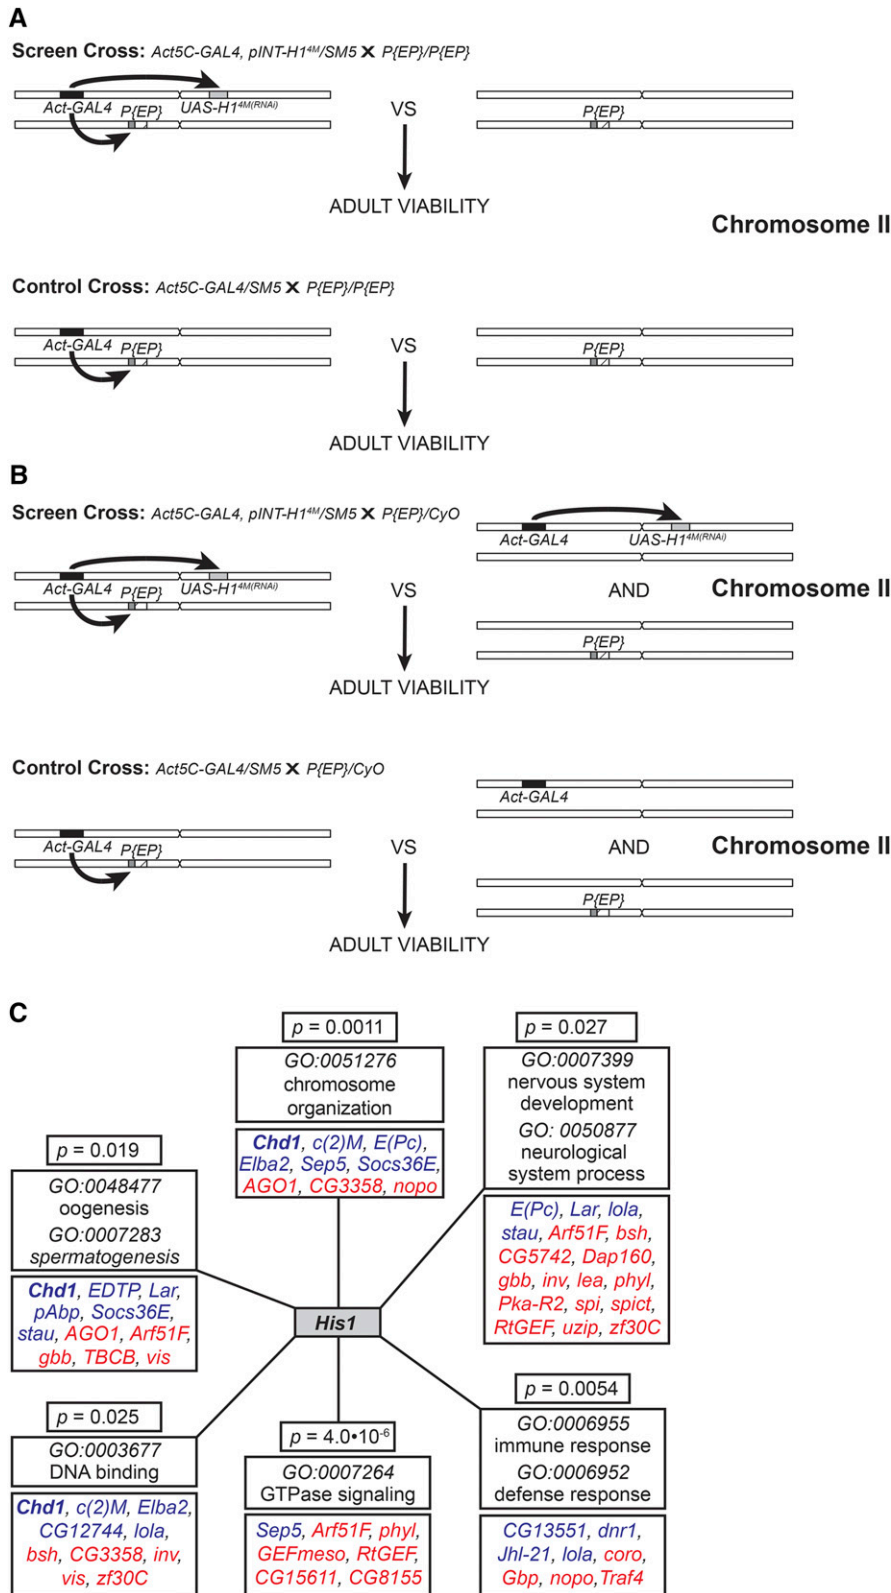 A
Screen Cross: Act5C-GAL4, pINT-H1⁴ᴹ/SM5 X P{EP}/P{EP}
Act-GAL4 P{EP} UAS-H1⁴ᴹ⁽ᴿᴺᴬⁱ⁾
VS
P{EP}
ADULT VIABILITY
Chromosome II
Control Cross: Act5C-GAL4/SM5 X P{EP}/P{EP}
Act-GAL4 P{EP}
VS
P{EP}
ADULT VIABILITY
B
Screen Cross: Act5C-GAL4, pINT-H1⁴ᴹ/SM5 X P{EP}/CyO
Act-GAL4 UAS-H1⁴ᴹ⁽ᴿᴺᴬⁱ⁾
Act-GAL4 P{EP} UAS-H1⁴ᴹ⁽ᴿᴺᴬⁱ⁾
VS
AND
Chromosome II
P{EP}
ADULT VIABILITY
Control Cross: Act5C-GAL4/SM5 X P{EP}/CyO
Act-GAL4
Act-GAL4 P{EP}
VS
AND
Chromosome II
P{EP}
ADULT VIABILITY
C
p = 0.0011
GO:0051276
chromosome
organization
Chd1, c(2)M, E(Pc),
Elba2, Sep5, Socs36E,
AGO1, CG3358, nopo
p = 0.027
GO:0007399
nervous system
development
GO: 0050877
neurological
system process
E(Pc), Lar, lola,
stau, Arf51F, bsh,
CG5742, Dap160,
gbb, inv, lea, phyl,
Pka-R2, spi, spict,
RtGEF, uzip, zf30C
p = 0.019
GO:0048477
oogenesis
GO:0007283
spermatogenesis
Chd1, EDTP, Lar,
pAbp, Socs36E,
stau, AGO1, Arf51F,
gbb, TBCB, vis
His1
p = 0.025
GO:0003677
DNA binding
Chd1, c(2)M, Elba2,
CG12744, lola,
bsh, CG3358, inv,
vis, zf30C
p = 4.0•10⁻⁶
GO:0007264
GTPase signaling
Sep5, Arf51F, phyl,
GEFmeso, RtGEF,
CG15611, CG8155
p = 0.0054
GO:0006955
immune response
GO:0006952
defense response
CG13551, dnr1,
Jhl-21, lola, coro,
Gbp, nopo,Traf4